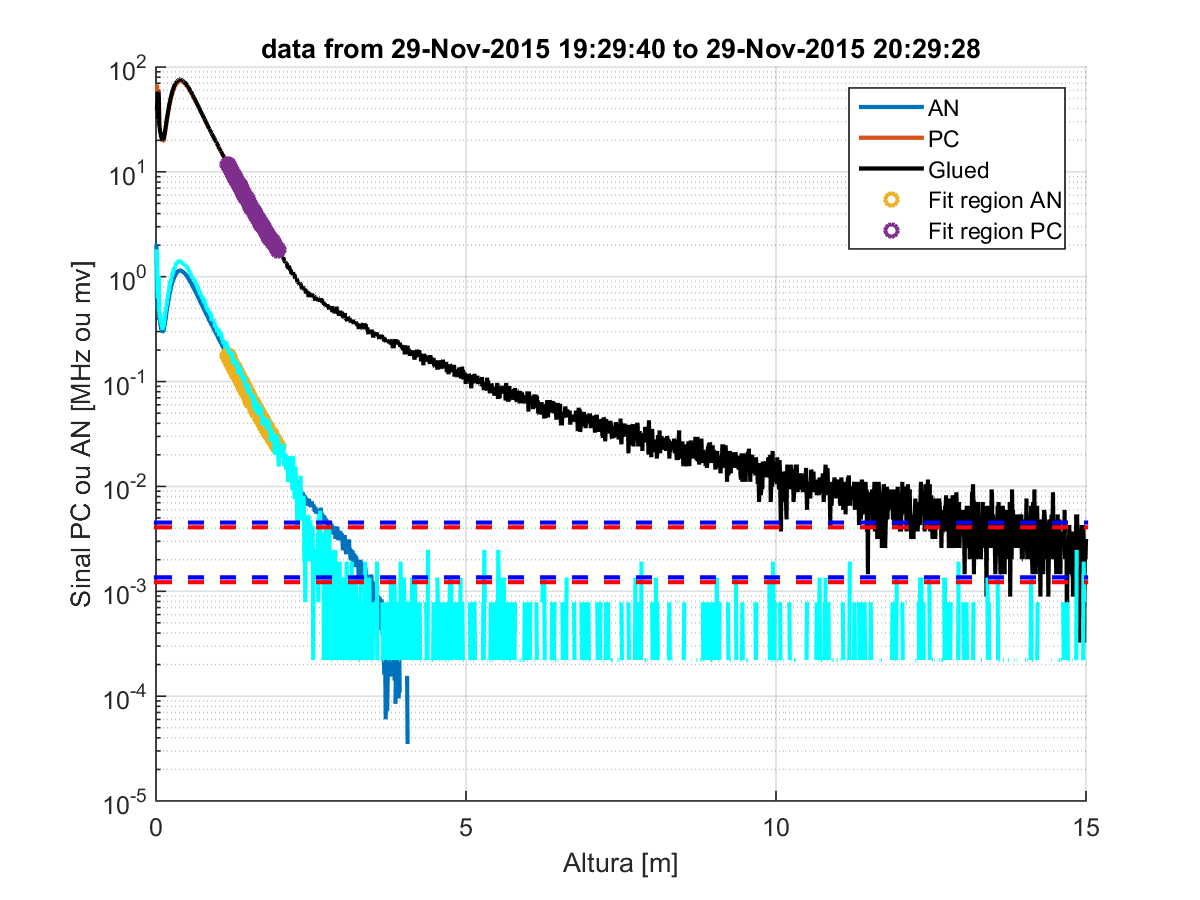 data from 29-Nov-2015 19:29:40 to 29-Nov-2015 20:29:28
AN
PC
Glued
Fit region AN
Fit region PC
Sinal PC ou AN [MHz ou mv]
10^2
10^1
10^0
10^-1
10^-2
10^-3
10^-4
10^-5
0
5
10
15
Altura [m]